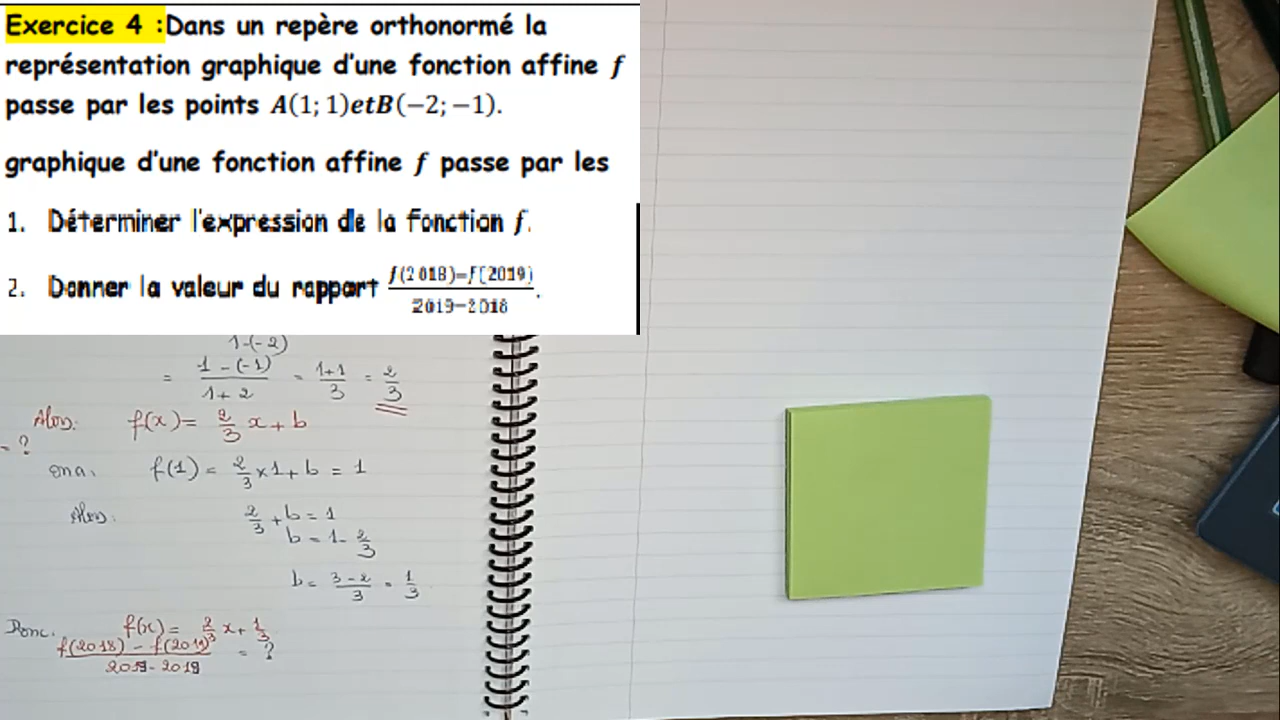 Exercice 4 :Dans un repère orthonormé la
représentation graphique d'une fonction affine f
passe par les points A(1; 1)etB(−2; −1).
graphique d'une fonction affine f passe par les
1. Déterminer l'expression de la fonction f.
2. Donner la valeur du rapport f(2018)−f(2019) / 2019−2018 .
1-(-2)
= 1 - (-1) / 1 + 2 = 1+1 / 3 = 2/3
Alors: f(x) = 2/3 x + b
= ?
ona: f(1) = 2/3 × 1 + b = 1
Alors: 2/3 + b = 1
b = 1 - 2/3
b = 3 - 2 / 3 = 1/3
Donc: f(x) = 2/3 x + 1/3
f(2018) - f(2019) / 2019 - 2018 = ?